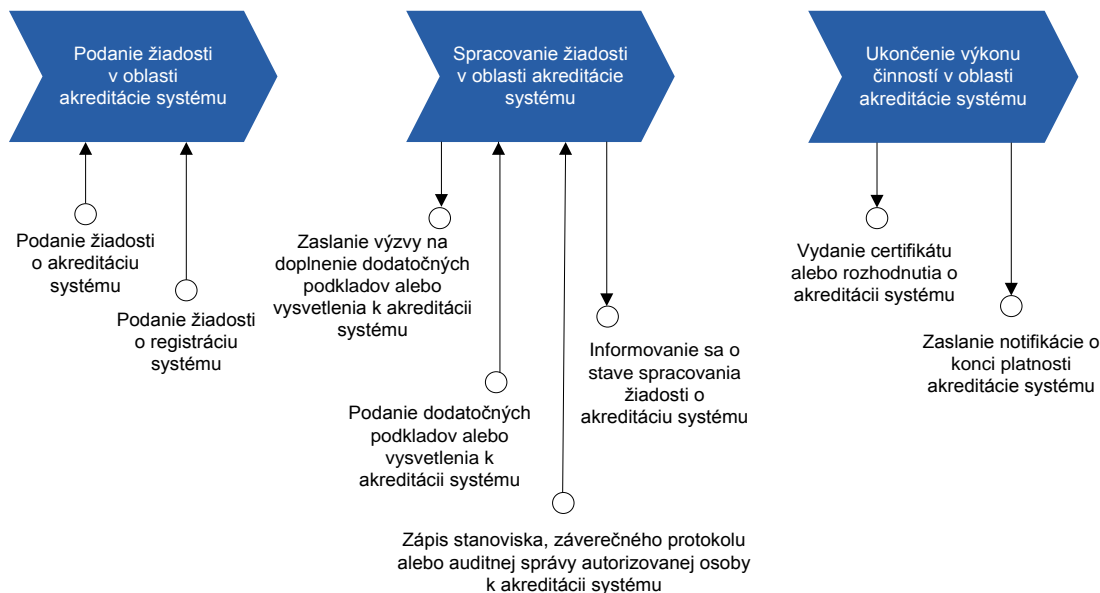 Podanie žiadosti
v oblasti
akreditácie systému
Spracovanie žiadosti
v oblasti akreditácie
systému
Ukončenie výkonu
činností v oblasti
akreditácie systému
Podanie žiadosti
o akreditáciu
systému
Podanie žiadosti
o registráciu
systému
Zaslanie výzvy na
doplnenie dodatočných
podkladov alebo
vysvetlenia k akreditácii
systému
Podanie dodatočných
podkladov alebo
vysvetlenia k
akreditácii systému
Zápis stanoviska, záverečného protokolu
alebo auditnej správy autorizovanej osoby
k akreditácii systému
Informovanie sa o
stave spracovania
žiadosti o
akreditáciu systému
Vydanie certifikátu
alebo rozhodnutia o
akreditácii systému
Zaslanie notifikácie o
konci platnosti
akreditácie systému